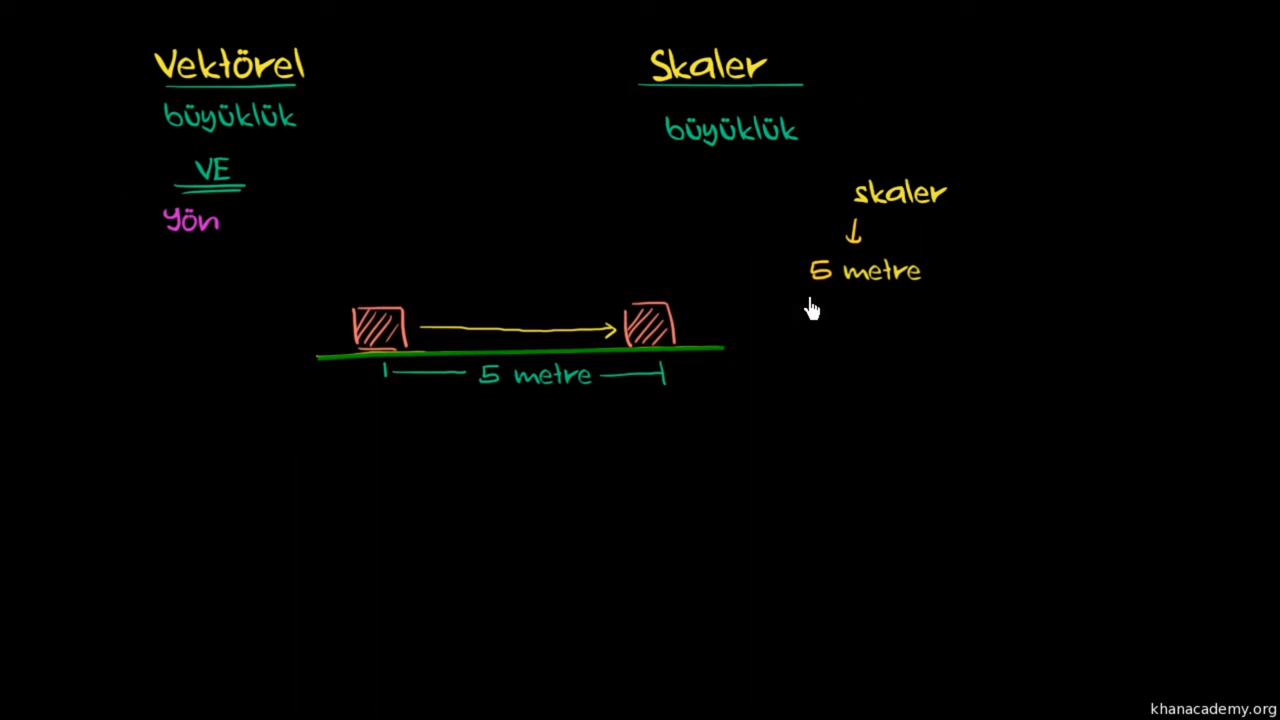 Vektörel
büyüklük
VE
yön
Skaler
büyüklük
skaler
5 metre
5 metre
khanacademy.org